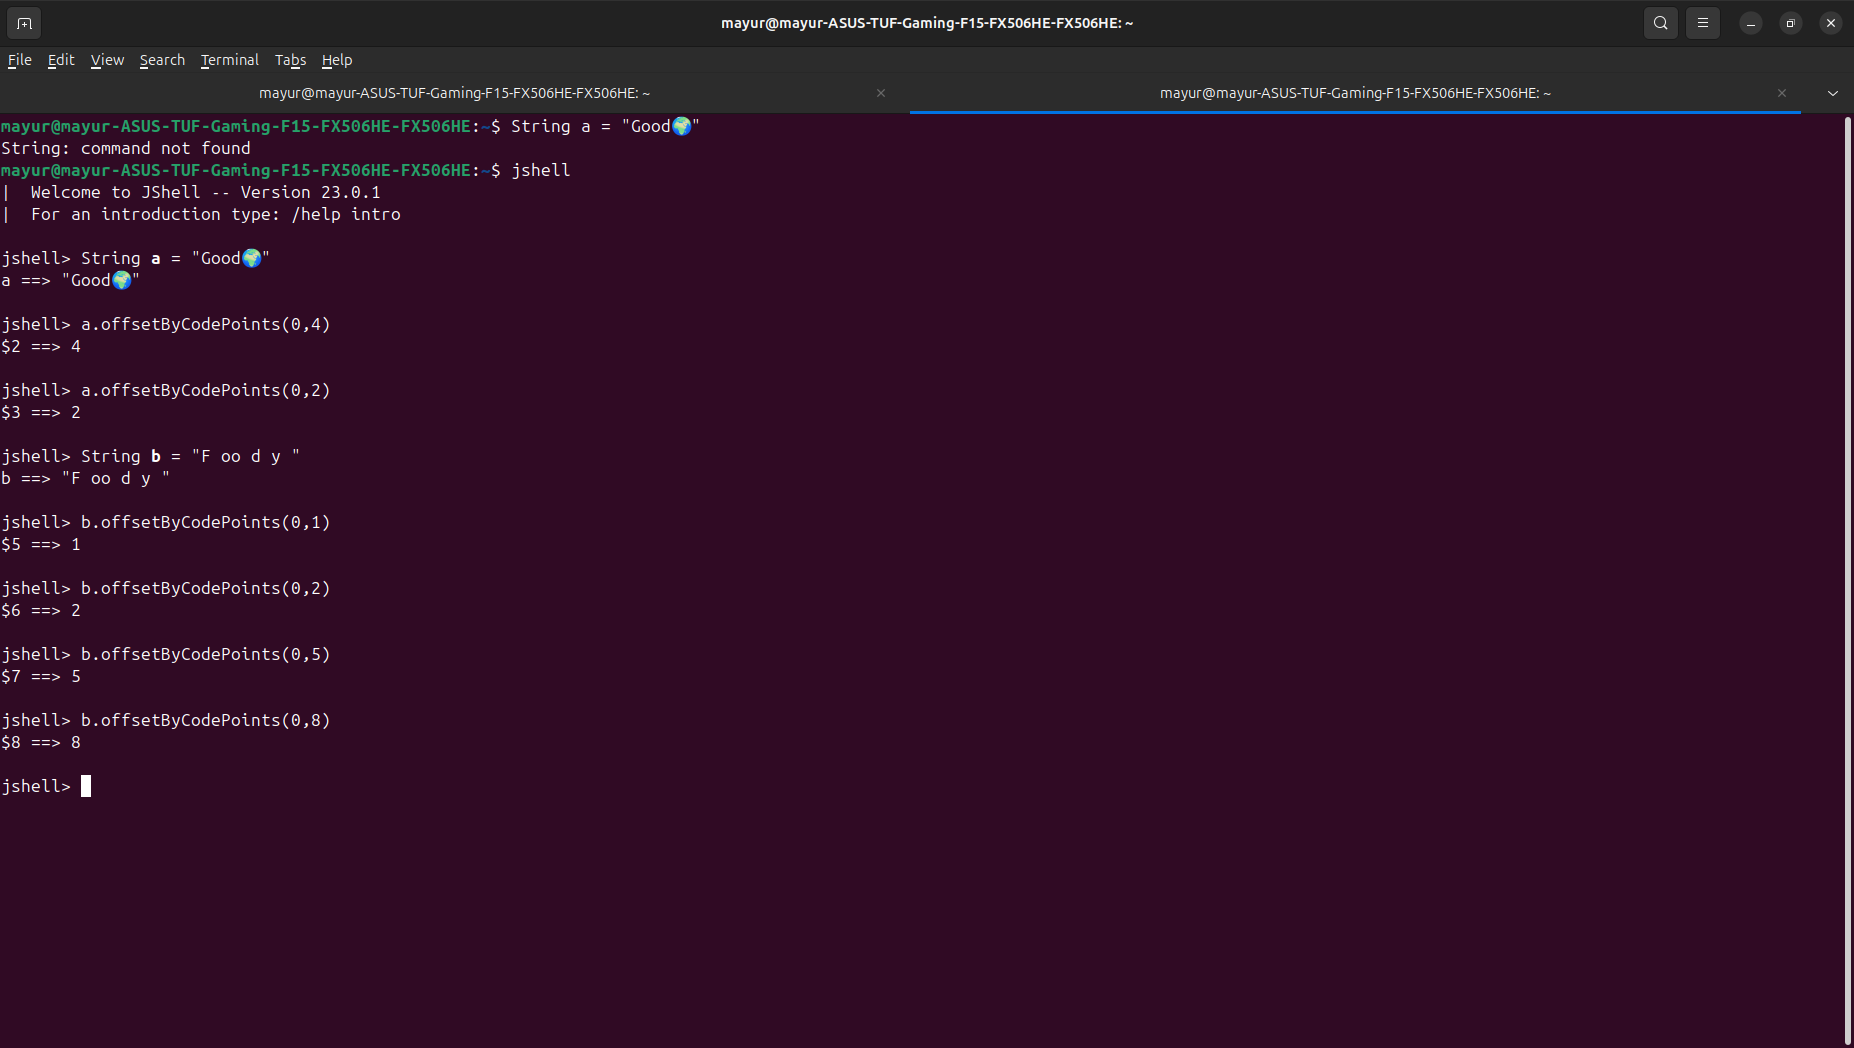 mayur@mayur-ASUS-TUF-Gaming-F15-FX506HE-FX506HE: ~
File Edit View Search Terminal Tabs Help
mayur@mayur-ASUS-TUF-Gaming-F15-FX506HE-FX506HE: ~ mayur@mayur-ASUS-TUF-Gaming-F15-FX506HE-FX506HE: ~
mayur@mayur-ASUS-TUF-Gaming-F15-FX506HE-FX506HE:~$ String a = "Good🌍"
String: command not found
mayur@mayur-ASUS-TUF-Gaming-F15-FX506HE-FX506HE:~$ jshell
|  Welcome to JShell -- Version 23.0.1
|  For an introduction type: /help intro
jshell> String a = "Good🌍"
a ==> "Good🌍"
jshell> a.offsetByCodePoints(0,4)
$2 ==> 4
jshell> a.offsetByCodePoints(0,2)
$3 ==> 2
jshell> String b = "F oo d y "
b ==> "F oo d y "
jshell> b.offsetByCodePoints(0,1)
$5 ==> 1
jshell> b.offsetByCodePoints(0,2)
$6 ==> 2
jshell> b.offsetByCodePoints(0,5)
$7 ==> 5
jshell> b.offsetByCodePoints(0,8)
$8 ==> 8
jshell>